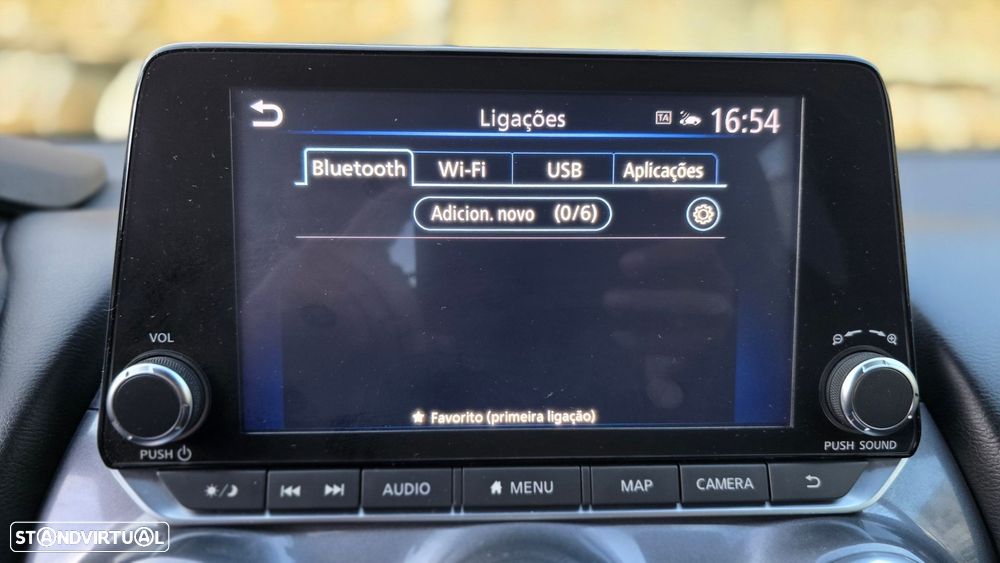 Ligações TA 16:54
Bluetooth Wi-Fi USB Aplicações
Adicion. novo (0/6)
Favorito (primeira ligação)
VOL
PUSH
PUSH SOUND
AUDIO MENU MAP CAMERA
STANDVIRTUAL